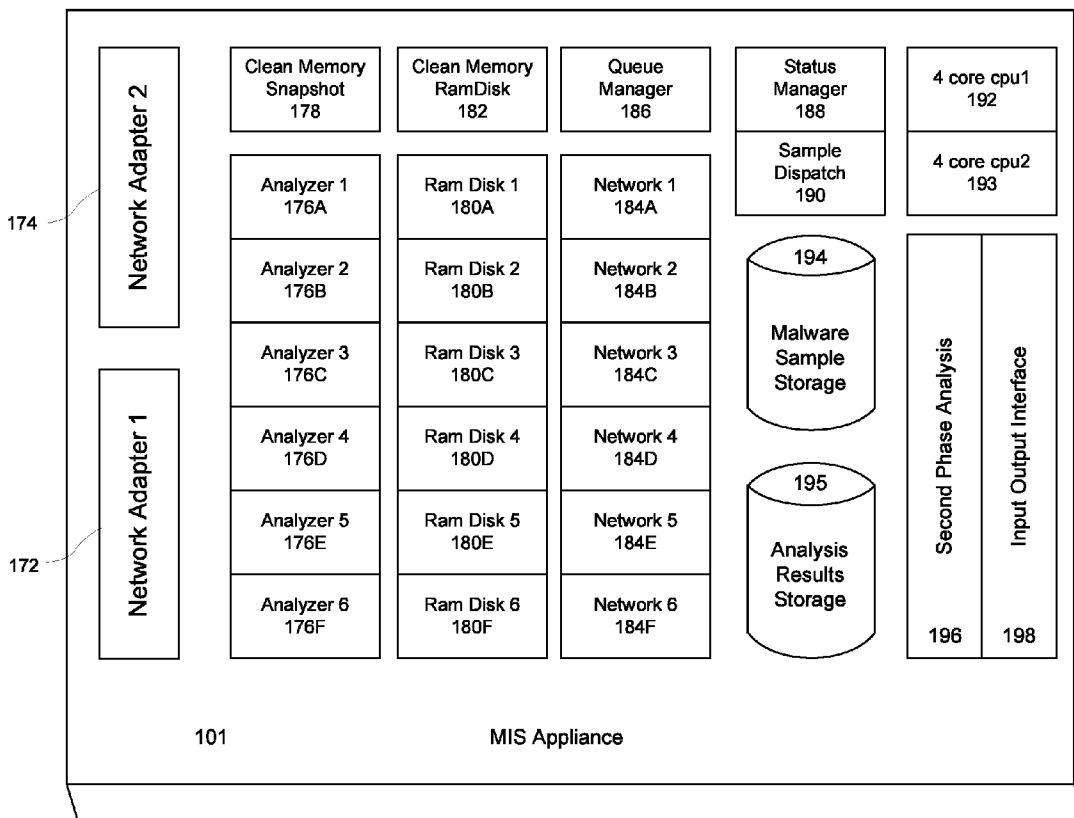 174
Network Adapter 2
172
Network Adapter 1
Clean Memory
Snapshot
178
Analyzer 1
176A
Analyzer 2
176B
Analyzer 3
176C
Analyzer 4
176D
Analyzer 5
176E
Analyzer 6
176F
Clean Memory
RamDisk
182
Ram Disk 1
180A
Ram Disk 2
180B
Ram Disk 3
180C
Ram Disk 4
180D
Ram Disk 5
180E
Ram Disk 6
180F
Queue
Manager
186
Network 1
184A
Network 2
184B
Network 3
184C
Network 4
184D
Network 5
184E
Network 6
184F
Status
Manager
188
Sample
Dispatch
190
194
Malware
Sample
Storage
195
Analysis
Results
Storage
4 core cpu1
192
4 core cpu2
193
Second Phase Analysis
196
Input Output Interface
198
101
MIS Appliance